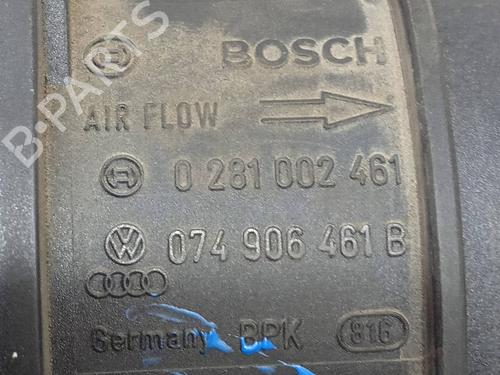 BOSCH
AIR FLOW
0 281 002 461
074 906 461 B
Germany BPK 816
B-PARTS